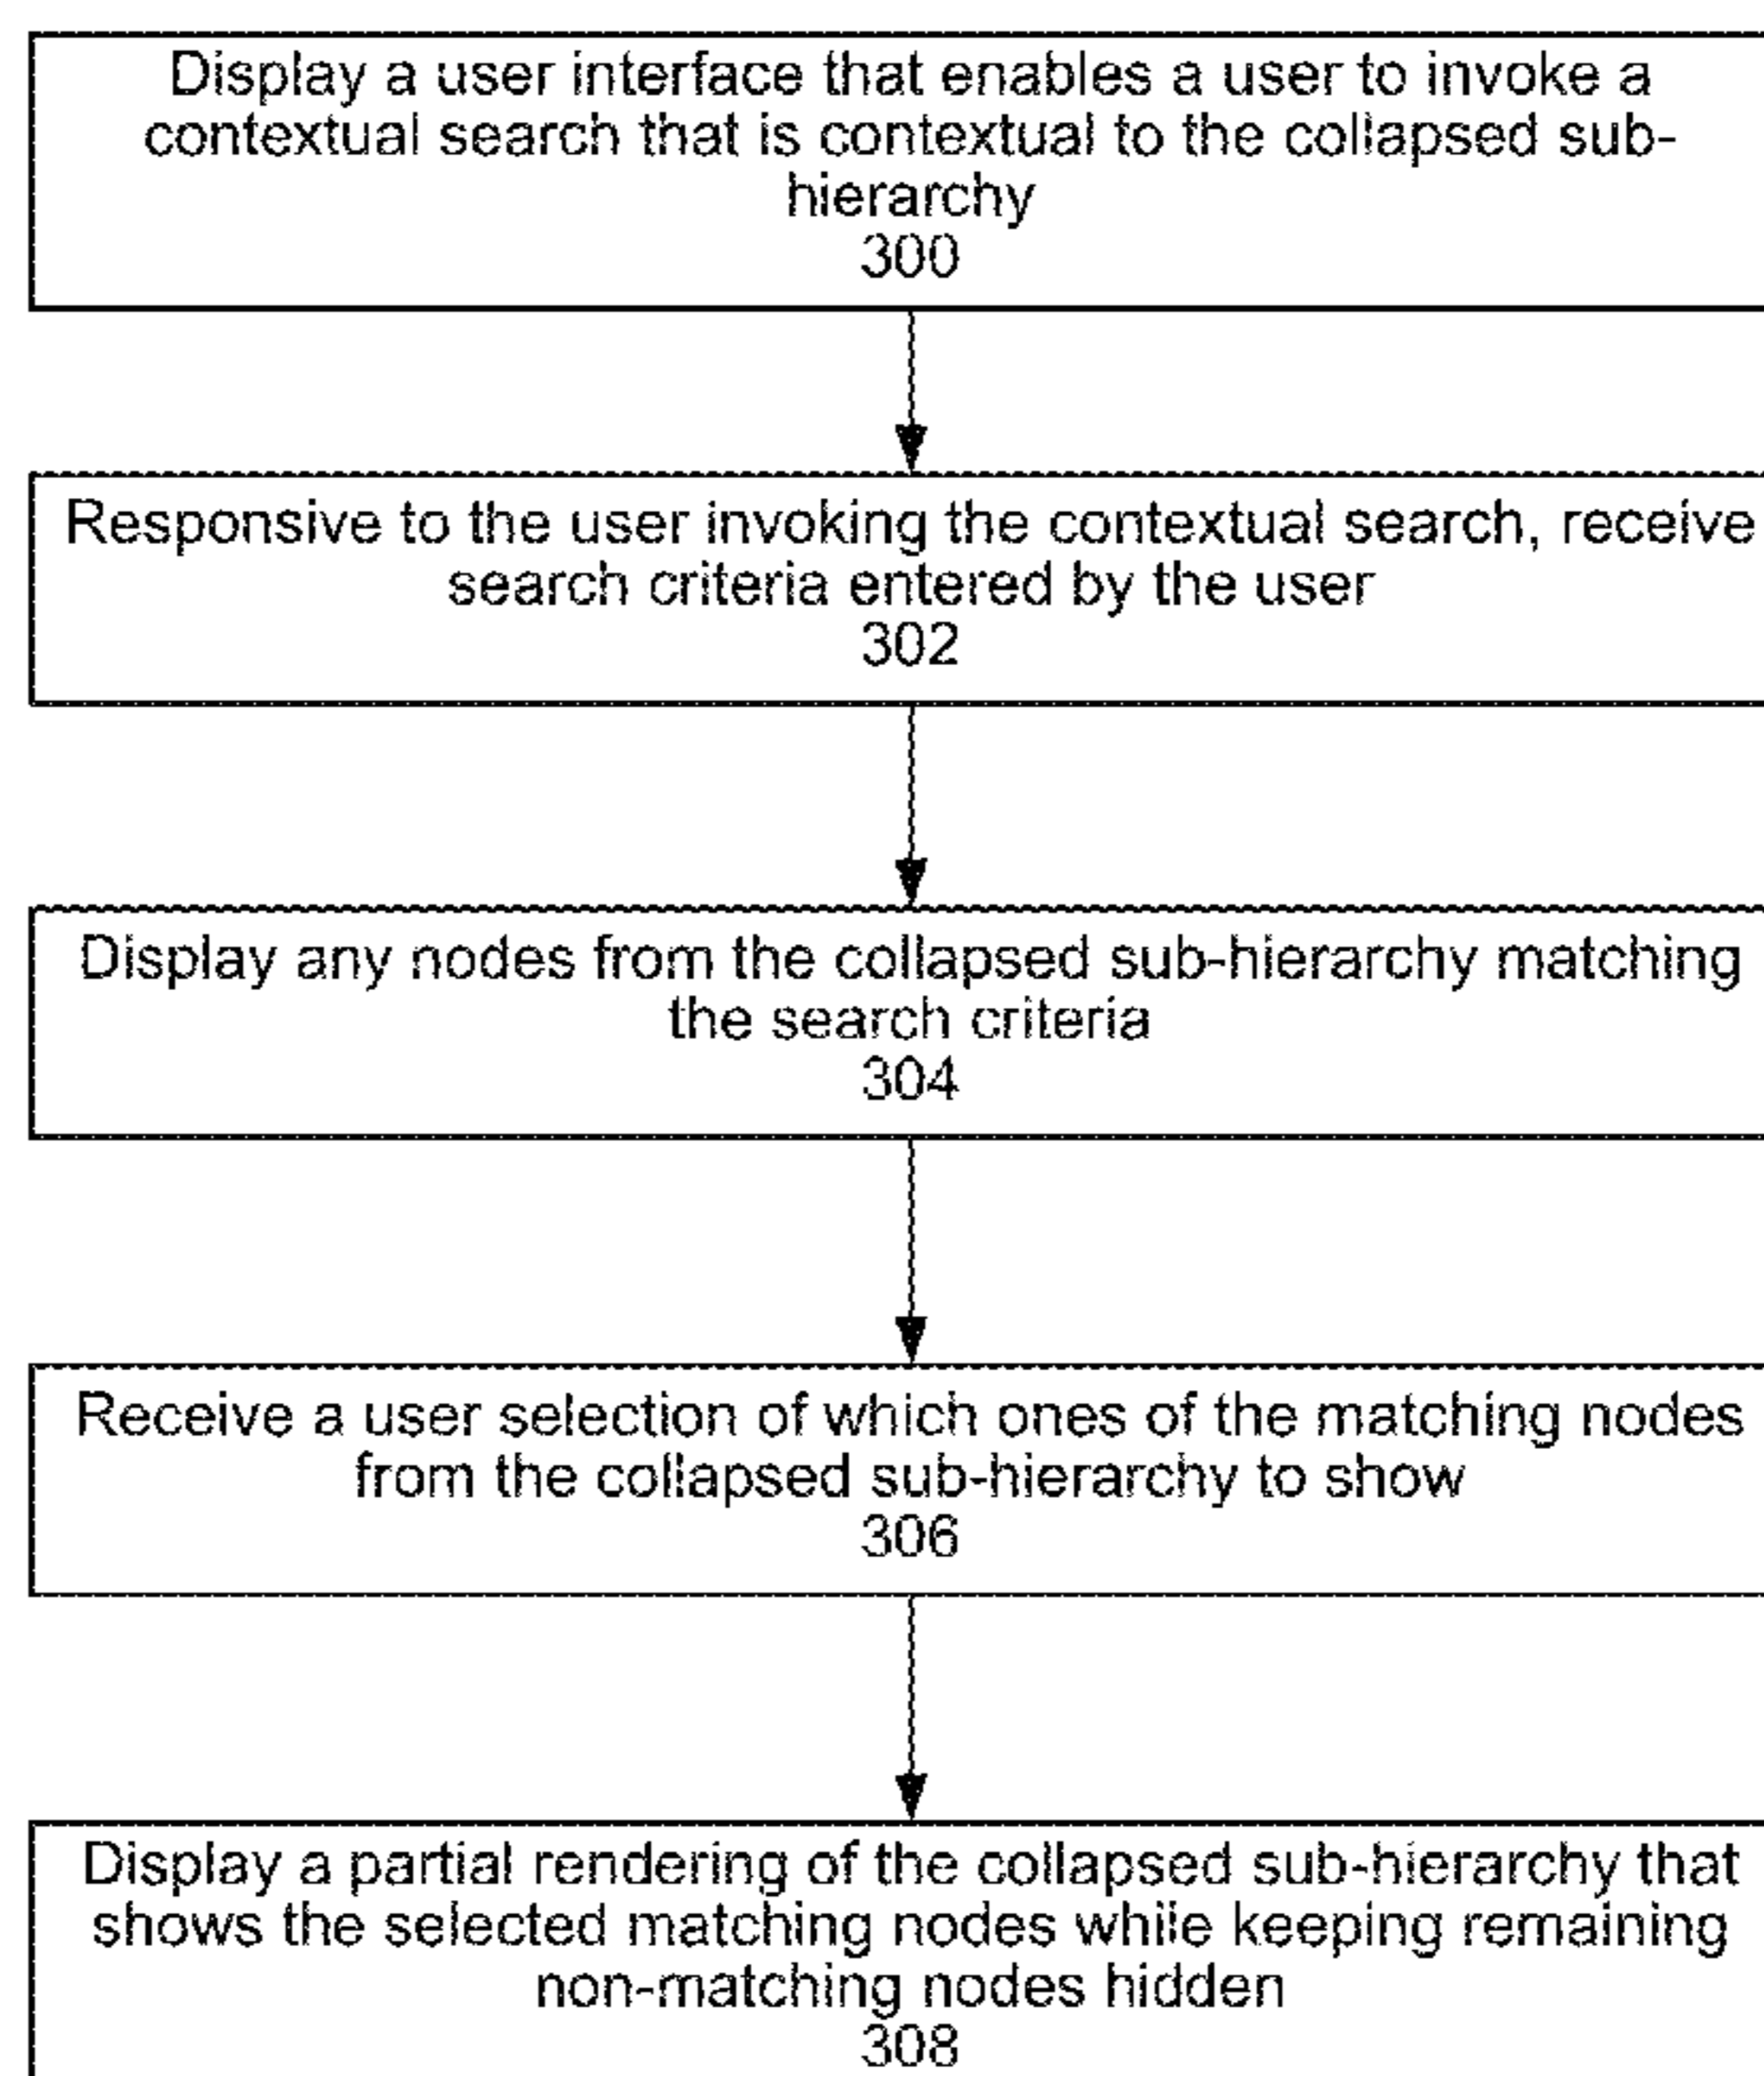 Display a user interface that enables a user to invoke a
contextual search that is contextual to the collapsed sub-
hierarchy
300
Responsive to the user invoking the contextual search, receive
search criteria entered by the user
302
Display any nodes from the collapsed sub-hierarchy matching
the search criteria
304
Receive a user selection of which ones of the matching nodes
from the collapsed sub-hierarchy to show
306
Display a partial rendering of the collapsed sub-hierarchy that
shows the selected matching nodes while keeping remaining
non-matching nodes hidden
308